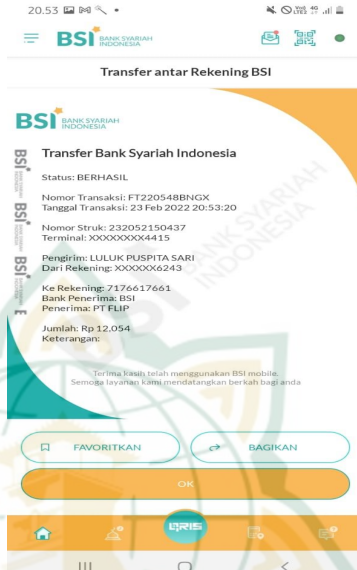 20.53
BSI BANK SYARIAH INDONESIA
Transfer antar Rekening BSI
BSI BANK SYARIAH INDONESIA
Transfer Bank Syariah Indonesia
Status: BERHASIL
Nomor Transaksi: FT220548BNGX
Tanggal Transaksi: 23 Feb 2022 20:53:20
Nomor Struk: 232052150437
Terminal: XXXXXXXX4415
Pengirim: LULUK PUSPITA SARI
Dari Rekening: XXXXXX6243
Ke Rekening: 7176617661
Bank Penerima: BSI
Penerima: PT FLIP
Jumlah: Rp 12,054
Keterangan:
Terima kasih telah menggunakan BSI mobile.
Semoga layanan kami mendatangkan berkah bagi anda
FAVORITKAN
BAGIKAN
OK
QRIS